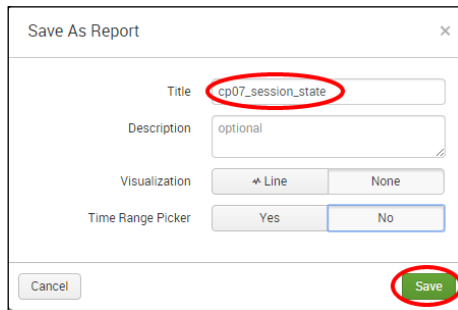 Save As Report ×
Title cp07_session_state
Description optional
Visualization Line None
Time Range Picker Yes No
Cancel Save